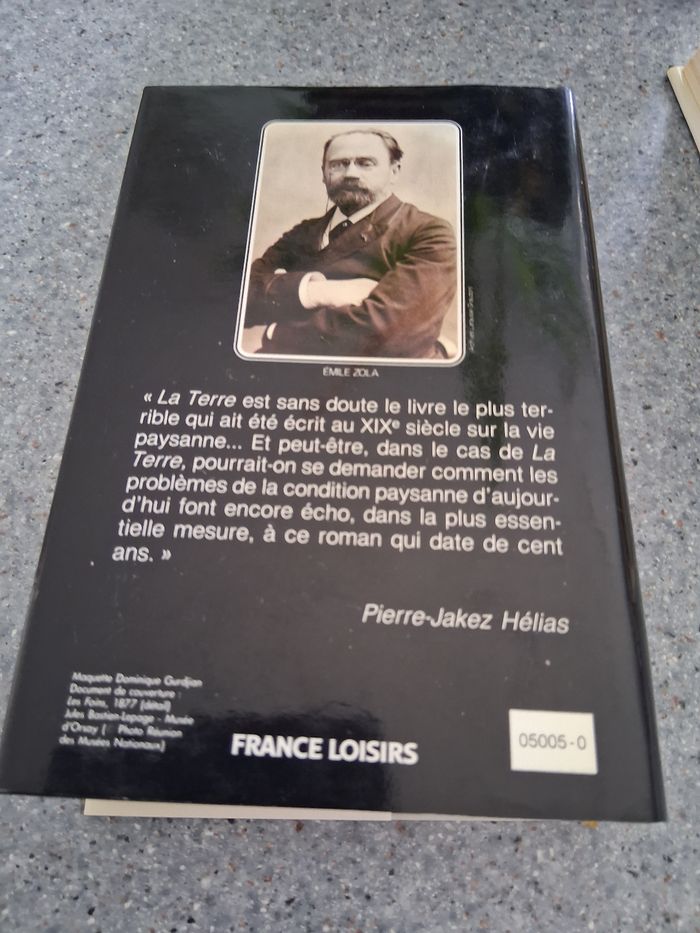 ÉMILE ZOLA
« La Terre est sans doute le livre le plus ter-
rible qui ait été écrit au XIXe siècle sur la vie
paysanne... Et peut-être, dans le cas de La
Terre, pourrait-on se demander comment les
problèmes de la condition paysanne d'aujour-
d'hui font encore écho, dans la plus essen-
tielle mesure, à ce roman qui date de cent
ans. »
Pierre-Jakez Hélias
Maquette Dominique Gurdjian
Document de couverture :
Les Foins, 1877 (détail)
Jules Bastien-Lepage - Musée
d'Orsay ( Photo Réunion
des Musées Nationaux)
FRANCE LOISIRS
05005-0